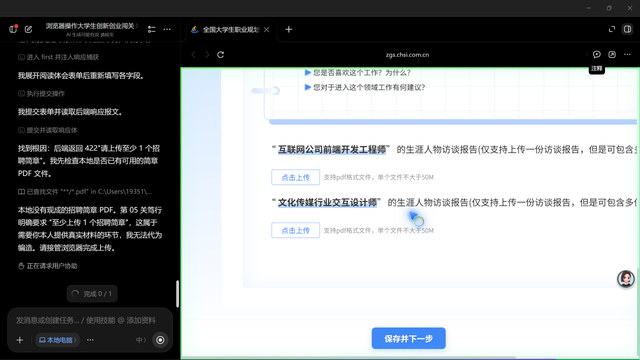 浏览器操作大学生创新创业闯关
AI 生成可能有误
进入 first 并注入响应捕获
我展开阅读体会表单后重新填写各字段。
执行提交操作
我提交表单并读取后端响应报文。
提交并读取响应体
找到根因：后端返回 422"请上传至少 1 个招
聘简章"。我先检查本地是否已有可用的简章
PDF 文件。
已查找文件 "**/*.pdf" in C:\Users\19351\...
本地没有现成的招聘简章 PDF。第 05 关笃行
明确要求 "至少上传 1 个招聘简章"，这属于
需要你本人提供真实材料的环节，我无法代为
编造。请接管浏览器完成上传。
正在请求用户协助
完成 0 / 1
发消息或创建任务... / 使用技能 @ 添加资料
本地电脑
中
全国大学生职业规划
zgs.chsi.com.cn
注释
您是否喜欢这个工作？为什么？
您对于进入这个领域工作有何建议？
“互联网公司前端开发工程师” 的生涯人物访谈报告(仅支持上传一份访谈报告，但是可包含多
点击上传
支持pdf格式文件，单个文件不大于50M
“文化传媒行业交互设计师” 的生涯人物访谈报告(仅支持上传一份访谈报告，但是可包含多位
点击上传
支持pdf格式文件，单个文件不大于50M
保存并下一步